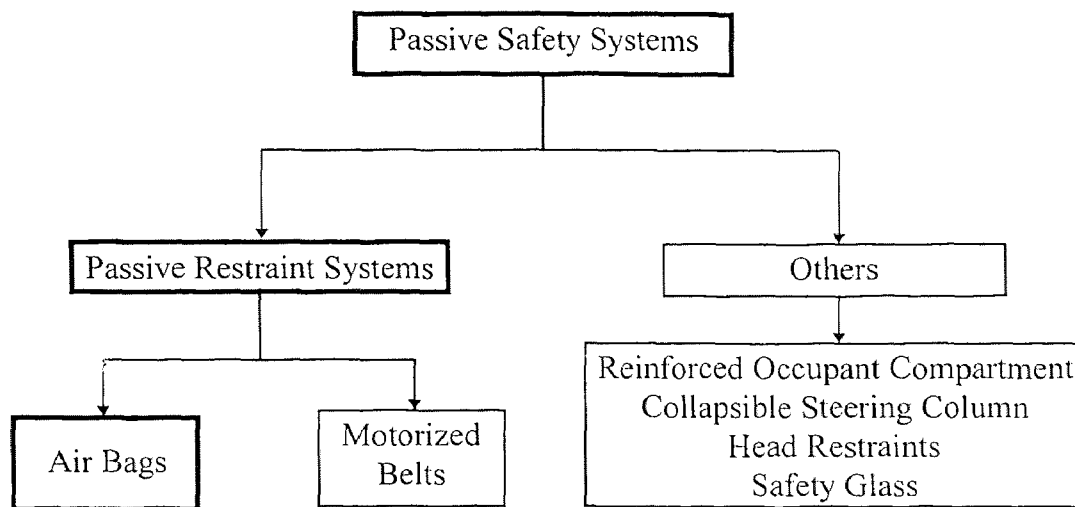 Passive Safety Systems
Passive Restraint Systems
Others
Air Bags
Motorized
Belts
Reinforced Occupant Compartment
Collapsible Steering Column
Head Restraints
Safety Glass